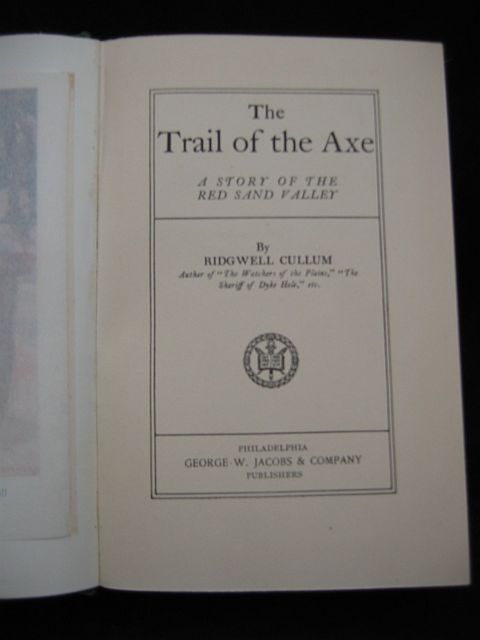 The
Trail of the Axe
A STORY OF THE
RED SAND VALLEY
By
RIDGWELL CULLUM
Author of "The Watchers of the Plains," "The
Sheriff of Dyke Hole," etc.
PHILADELPHIA
GEORGE W. JACOBS & COMPANY
PUBLISHERS